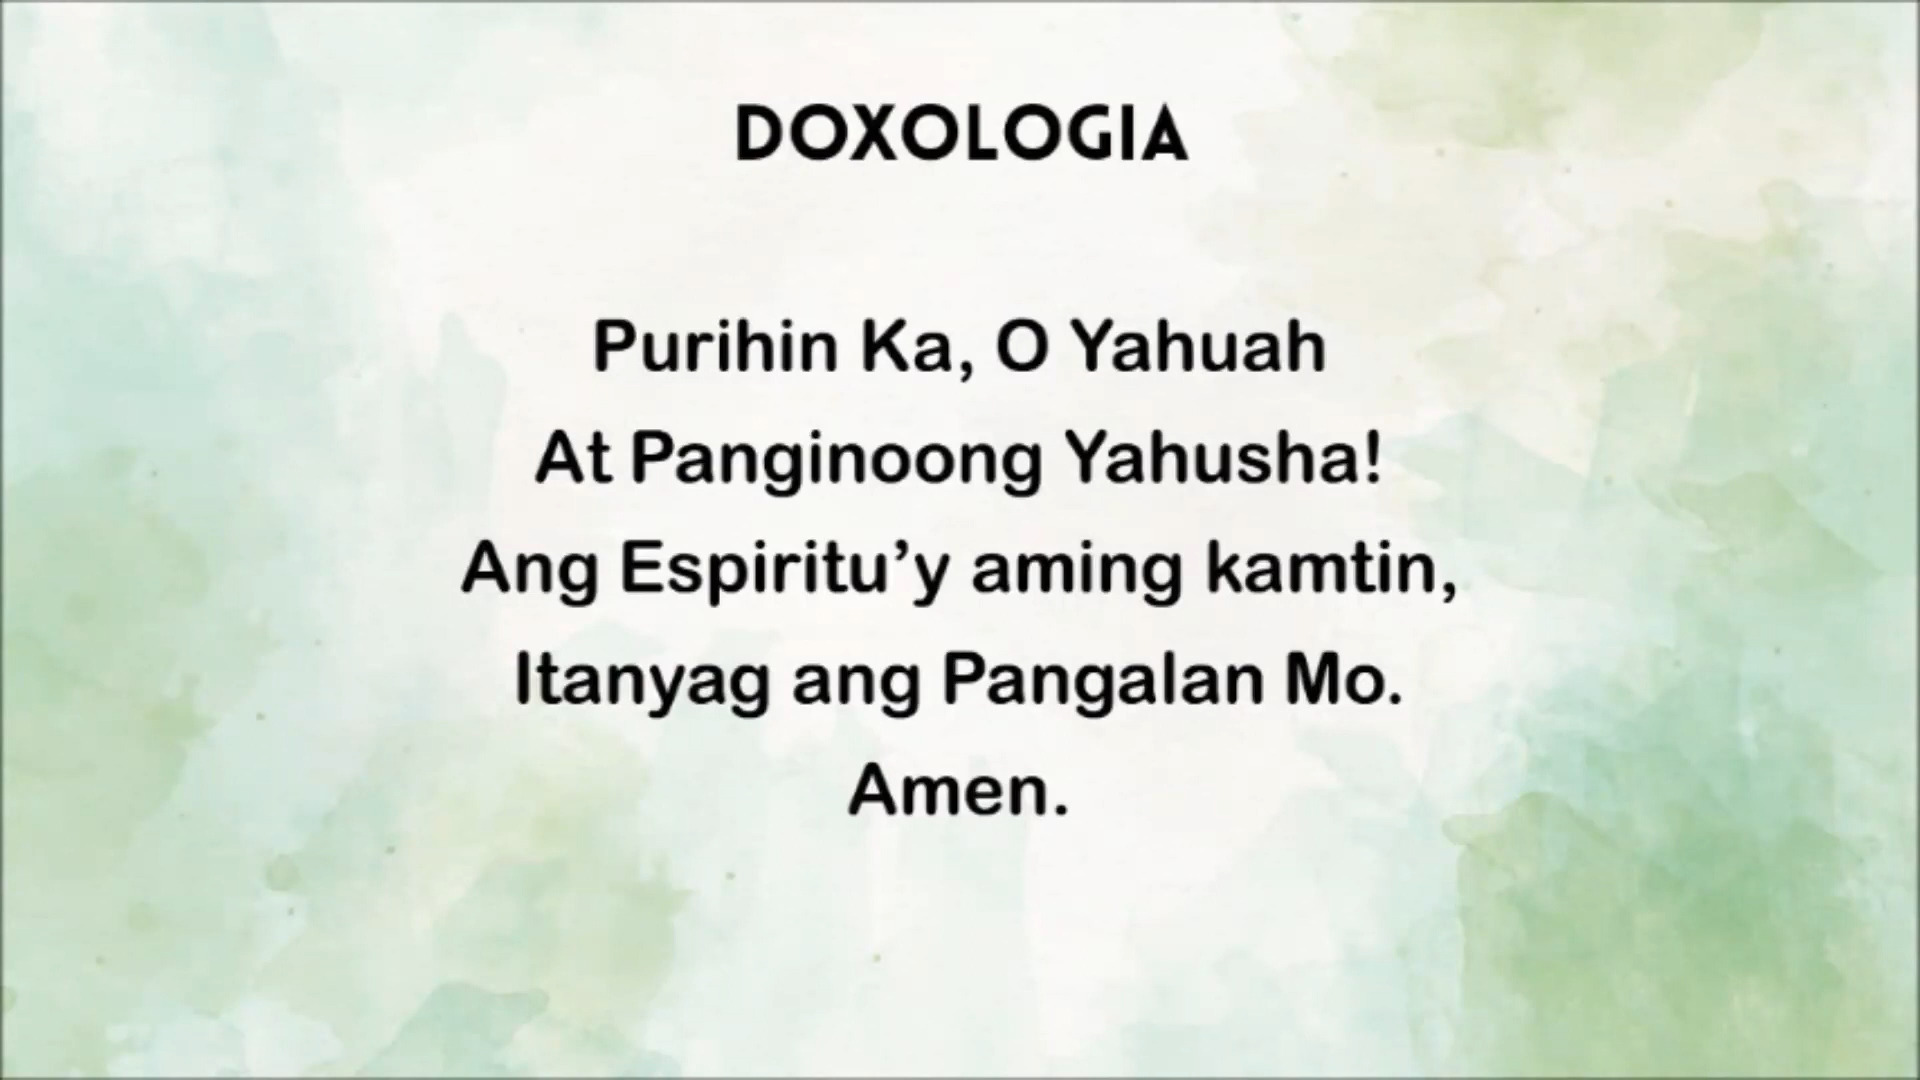 DOXOLOGIA
Purihin Ka, O Yahuah
At Panginoong Yahusha!
Ang Espiritu’y aming kamtin,
Itanyag ang Pangalan Mo.
Amen.